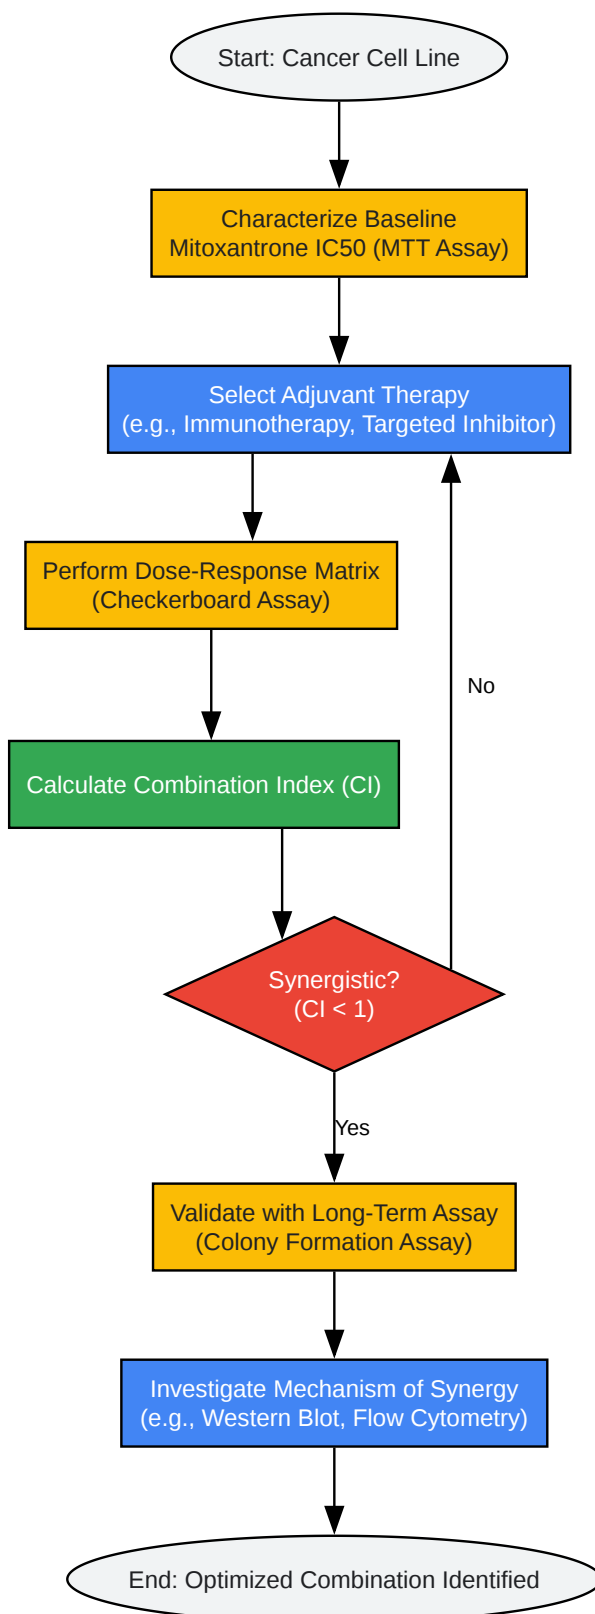 Start: Cancer Cell Line
Characterize Baseline
Mitoxantrone IC50 (MTT Assay)
Select Adjuvant Therapy
(e.g., Immunotherapy, Targeted Inhibitor)
Perform Dose-Response Matrix
(Checkerboard Assay)
No
Calculate Combination Index (CI)
Synergistic?
(CI < 1)
Yes
Validate with Long-Term Assay
(Colony Formation Assay)
Investigate Mechanism of Synergy
(e.g., Western Blot, Flow Cytometry)
End: Optimized Combination Identified